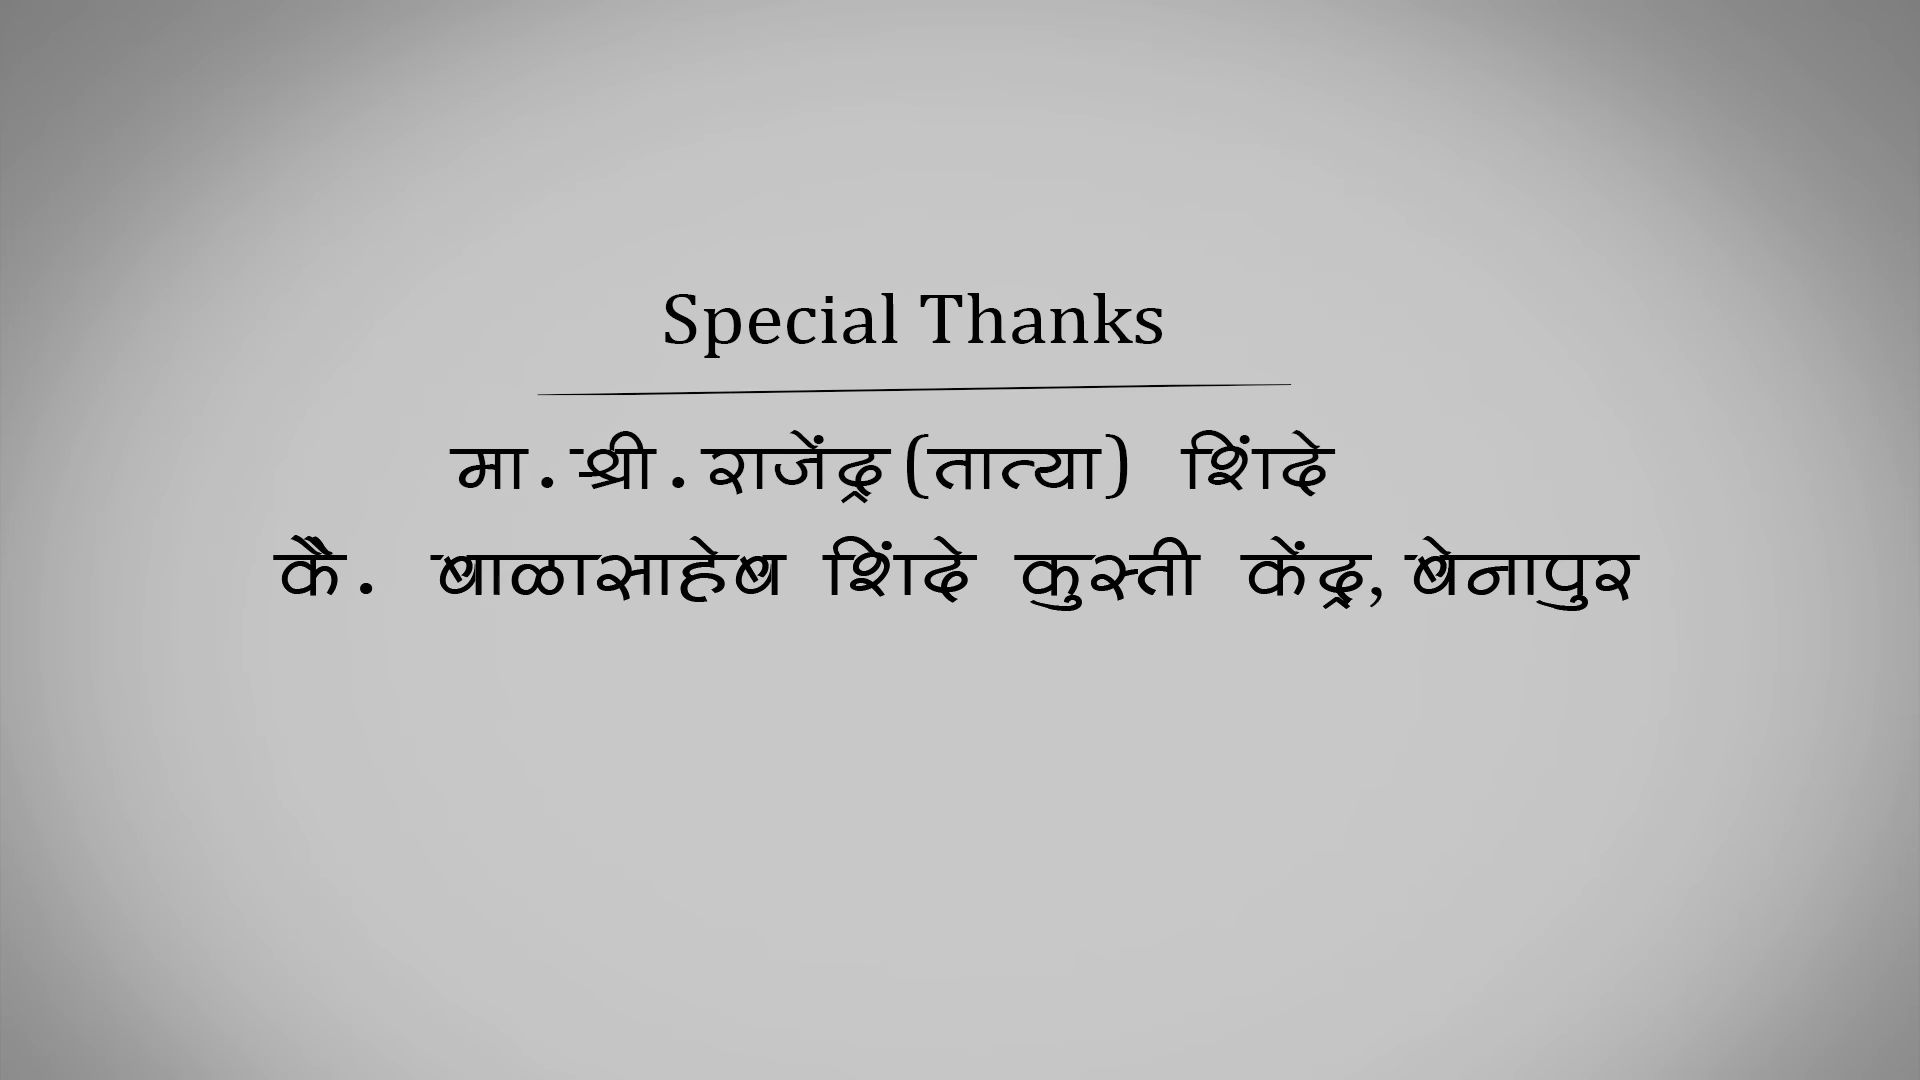 Special Thanks
मा. श्री. राजेंद्र (तात्या) शिंदे
कै. बाळासाहेब शिंदे कुस्ती केंद्र, बेनापुर